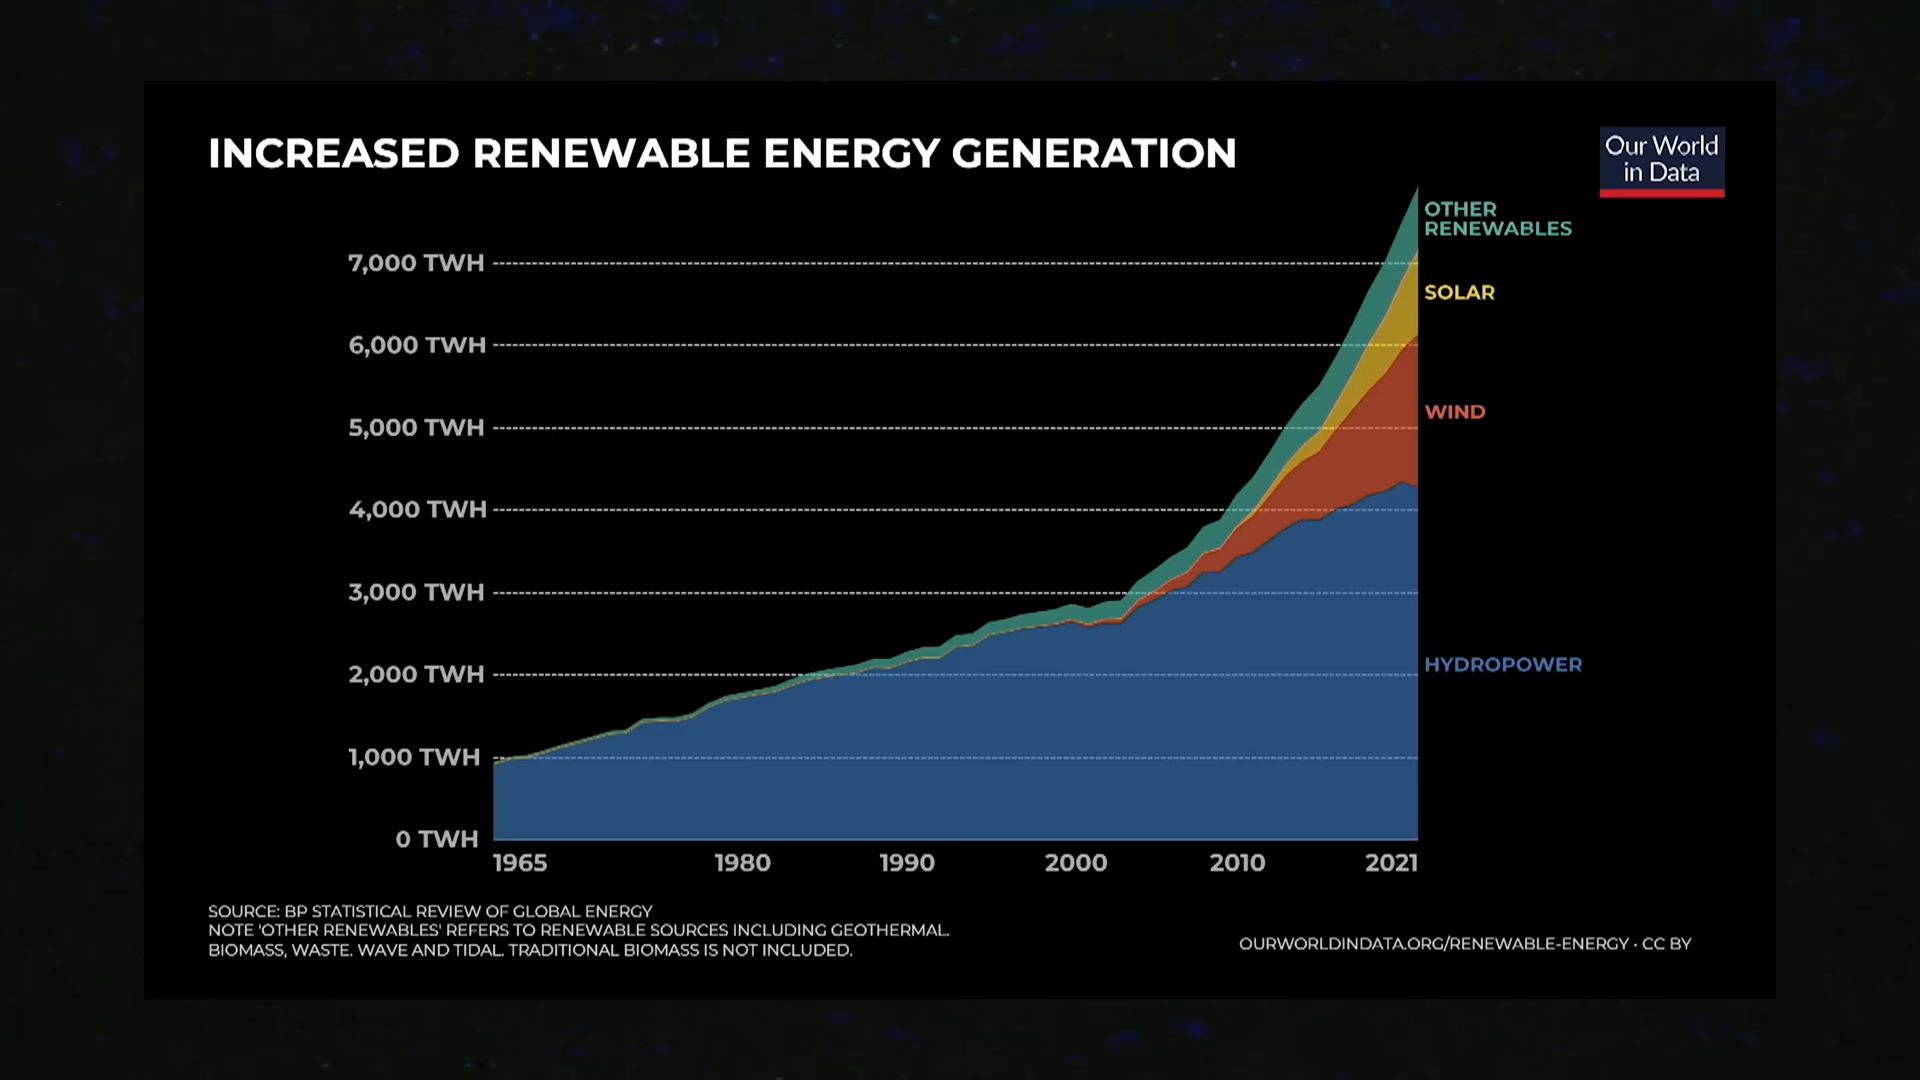 INCREASED RENEWABLE ENERGY GENERATION
Our World
in Data
OTHER
RENEWABLES
7,000 TWH
SOLAR
6,000 TWH
WIND
5,000 TWH
4,000 TWH
3,000 TWH
HYDROPOWER
2,000 TWH
1,000 TWH
0 TWH
1965 1980 1990 2000 2010 2021
SOURCE: BP STATISTICAL REVIEW OF GLOBAL ENERGY
NOTE 'OTHER RENEWABLES' REFERS TO RENEWABLE SOURCES INCLUDING GEOTHERMAL.
BIOMASS, WASTE. WAVE AND TIDAL. TRADITIONAL BIOMASS IS NOT INCLUDED.
OURWORLDINDATA.ORG/RENEWABLE-ENERGY · CC BY